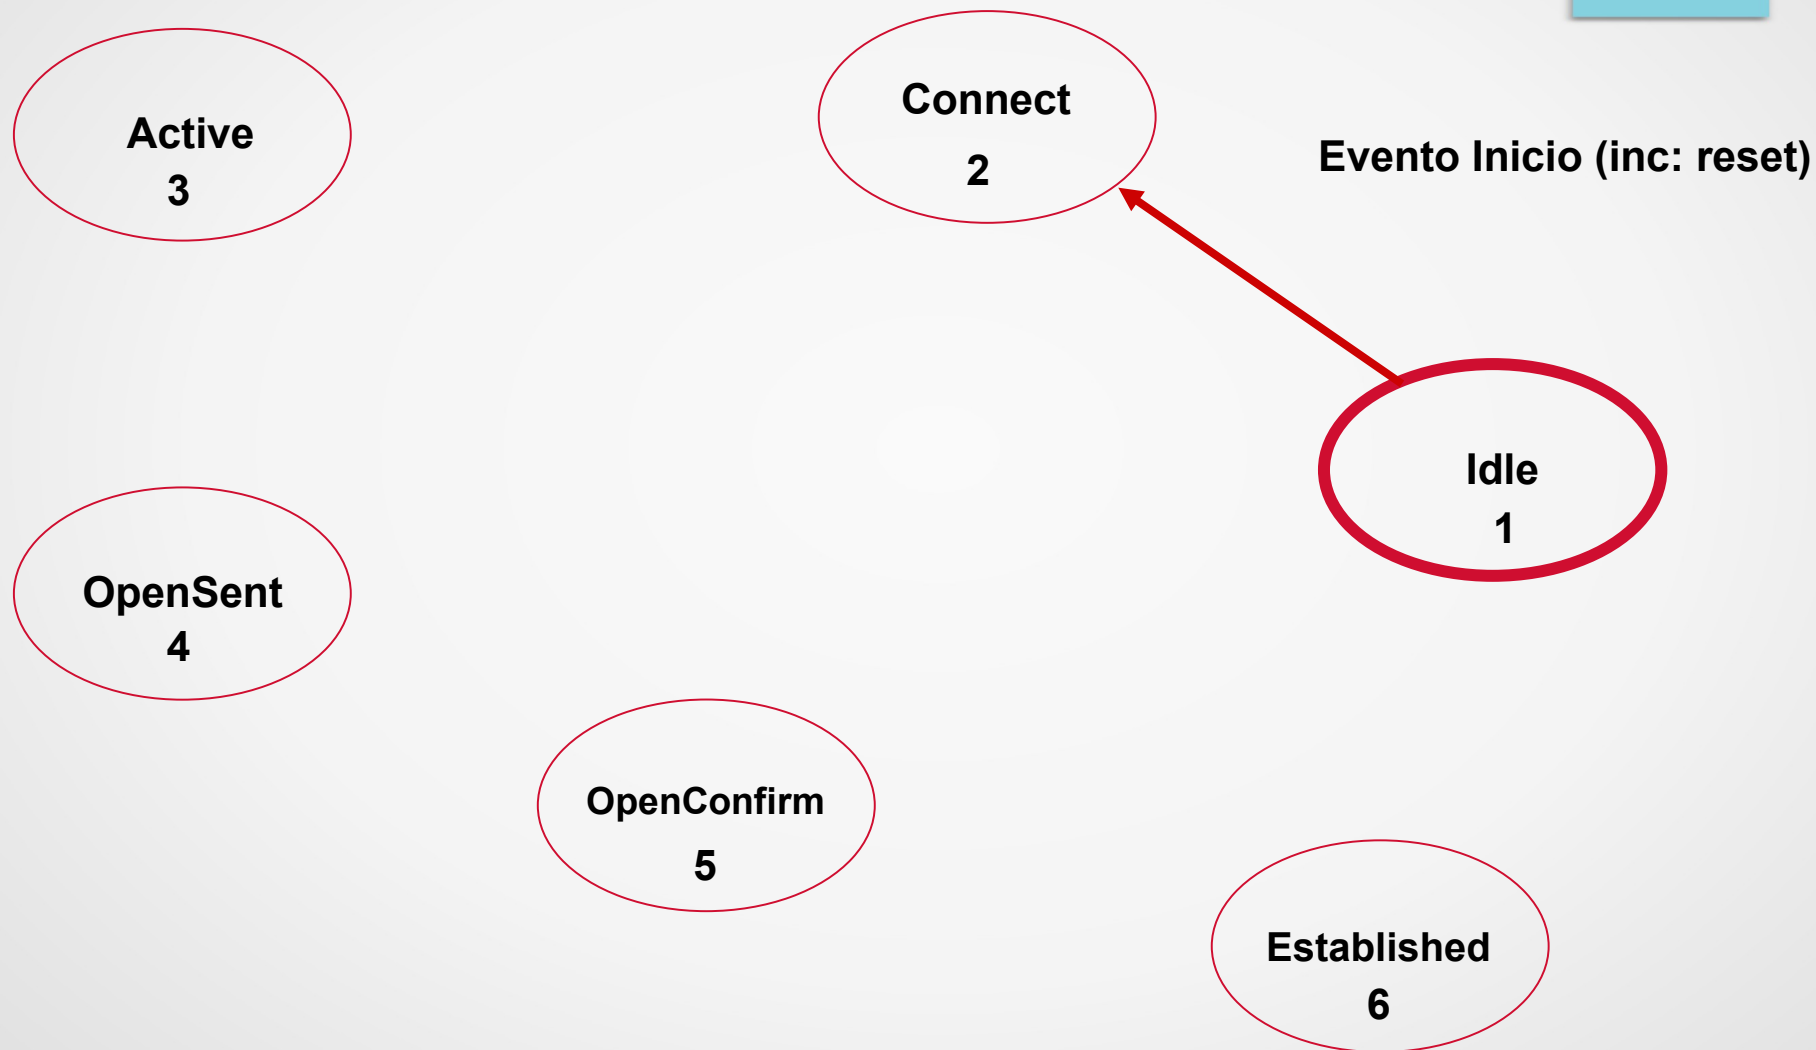 Active
3
Connect
2
Evento Inicio (inc: reset)
Idle
1
OpenSent
4
OpenConfirm
5
Established
6